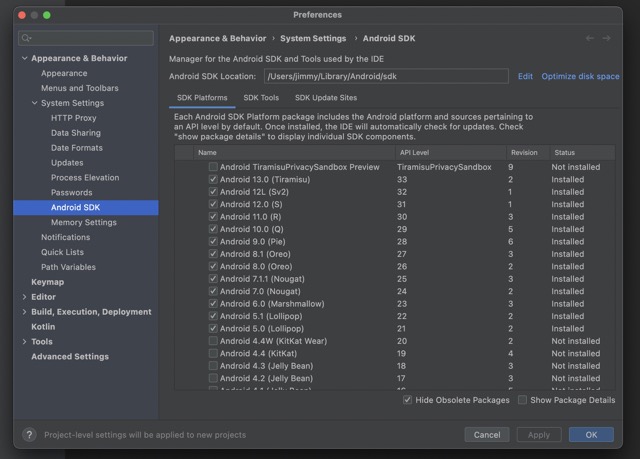 Preferences
Appearance & Behavior › System Settings › Android SDK
Appearance & Behavior
Appearance
Menus and Toolbars
System Settings
HTTP Proxy
Data Sharing
Date Formats
Updates
Process Elevation
Passwords
Android SDK
Memory Settings
Notifications
Quick Lists
Path Variables
Keymap
Editor
Build, Execution, Deployment
Kotlin
Tools
Advanced Settings
Manager for the Android SDK and Tools used by the IDE
Android SDK Location: /Users/jimmy/Library/Android/sdk Edit Optimize disk space
SDK Platforms SDK Tools SDK Update Sites
Each Android SDK Platform package includes the Android platform and sources pertaining to
an API level by default. Once installed, the IDE will automatically check for updates. Check
"show package details" to display individual SDK components.
Name API Level Revision Status
Android TiramisuPrivacySandbox Preview TiramisuPrivacySandbox 9 Not installed
Android 13.0 (Tiramisu) 33 2 Installed
Android 12L (Sv2) 32 1 Installed
Android 12.0 (S) 31 1 Installed
Android 11.0 (R) 30 3 Installed
Android 10.0 (Q) 29 5 Installed
Android 9.0 (Pie) 28 6 Installed
Android 8.1 (Oreo) 27 3 Installed
Android 8.0 (Oreo) 26 2 Installed
Android 7.1.1 (Nougat) 25 3 Installed
Android 7.0 (Nougat) 24 2 Installed
Android 6.0 (Marshmallow) 23 3 Installed
Android 5.1 (Lollipop) 22 2 Installed
Android 5.0 (Lollipop) 21 2 Installed
Android 4.4W (KitKat Wear) 20 2 Not installed
Android 4.4 (KitKat) 19 4 Not installed
Android 4.3 (Jelly Bean) 18 3 Not installed
Android 4.2 (Jelly Bean) 17 3 Not installed
Android 4.1 (Jelly Bean) 16 5 Not installed
Hide Obsolete Packages Show Package Details
? Project-level settings will be applied to new projects
Cancel Apply OK